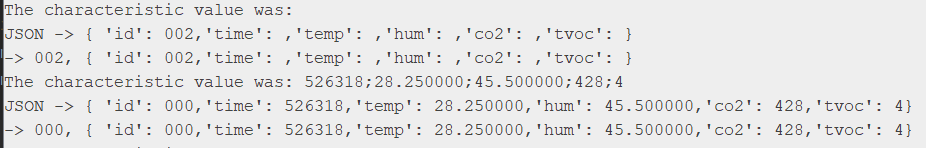 The characteristic value was:
JSON -> { 'id': 002,'time': ,'temp': ,'hum': ,'co2': ,'tvoc': }
-> 002, { 'id': 002,'time': ,'temp': ,'hum': ,'co2': ,'tvoc': }
The characteristic value was: 526318;28.250000;45.500000;428;4
JSON -> { 'id': 000,'time': 526318,'temp': 28.250000,'hum': 45.500000,'co2': 428,'tvoc': 4}
-> 000, { 'id': 000,'time': 526318,'temp': 28.250000,'hum': 45.500000,'co2': 428,'tvoc': 4}